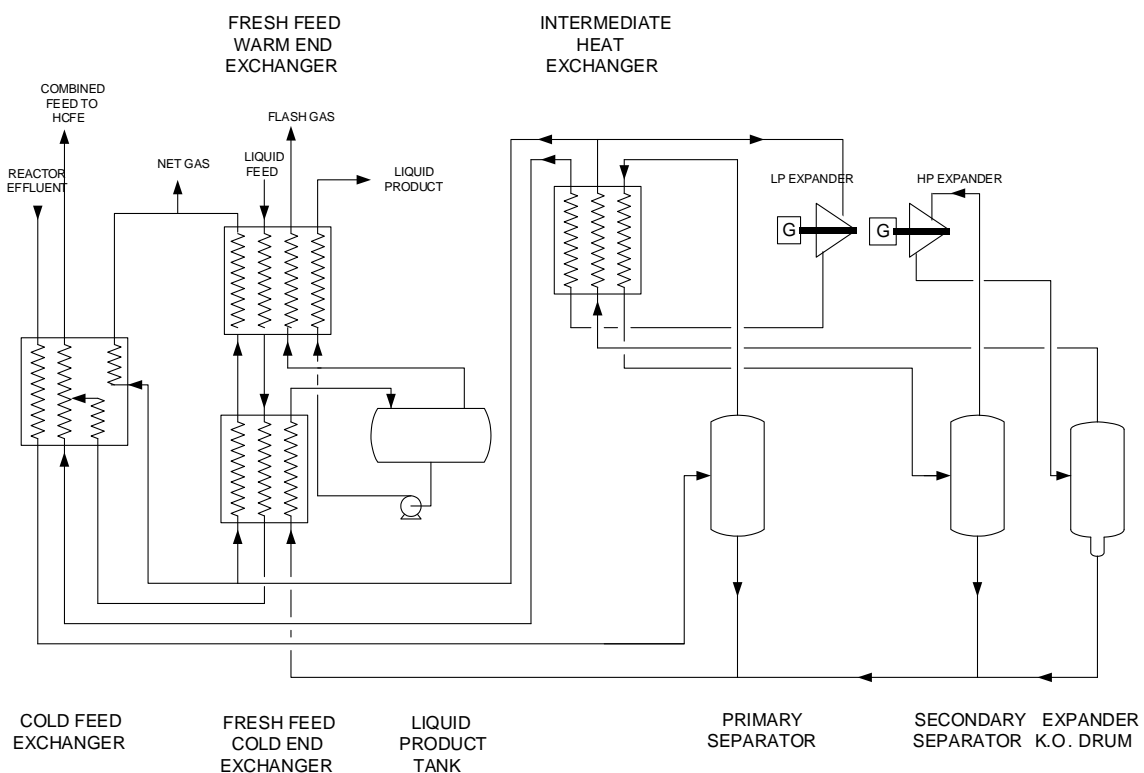 FRESH FEED
WARM END
EXCHANGER
INTERMEDIATE
HEAT
EXCHANGER
COMBINED
FEED TO
HCFE
FLASH GAS
REACTOR
EFFLUENT
NET GAS
LIQUID
FEED
LIQUID
PRODUCT
LP EXPANDER
HP EXPANDER
G
G
COLD FEED
EXCHANGER
FRESH FEED
COLD END
EXCHANGER
LIQUID
PRODUCT
TANK
PRIMARY
SEPARATOR
SECONDARY
SEPARATOR
EXPANDER
K.O. DRUM